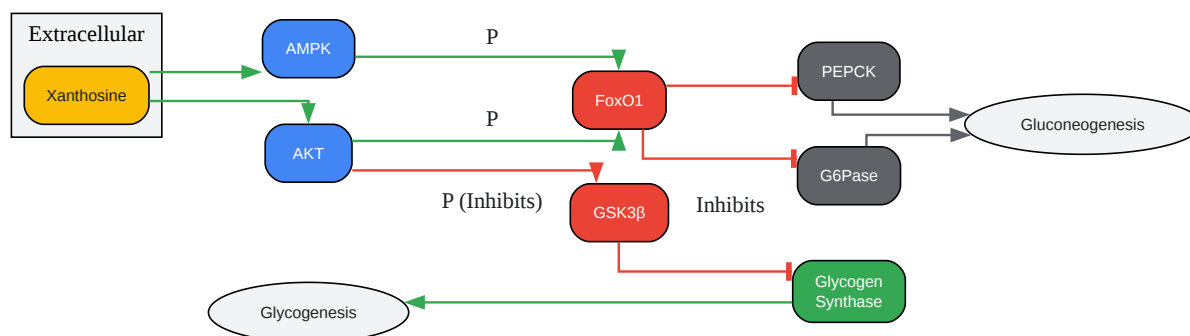 Extracellular
Xanthosine
AMPK
P
FoxO1
PEPCK
Gluconeogenesis
AKT
P
G6Pase
P (Inhibits)
GSK3β
Inhibits
Glycogen
Synthase
Glycogenesis